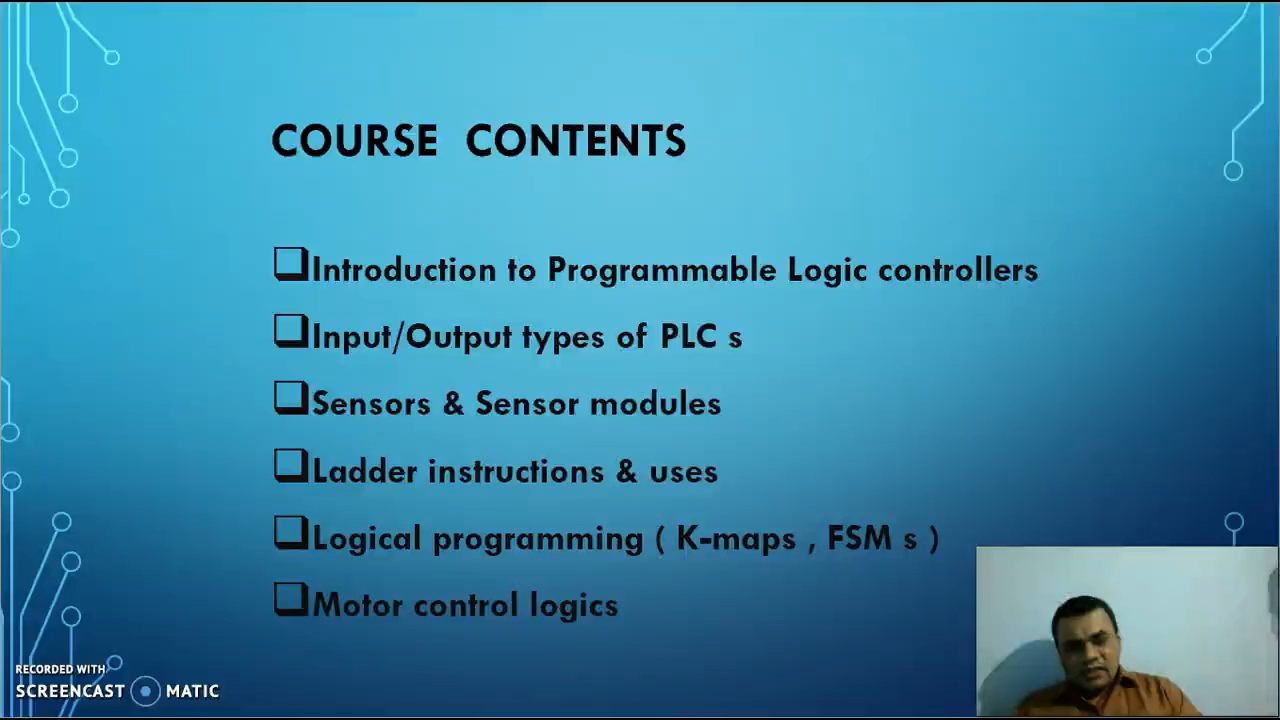 COURSE CONTENTS
Introduction to Programmable Logic controllers
Input/Output types of PLC s
Sensors & Sensor modules
Ladder instructions & uses
Logical programming ( K-maps , FSM s )
Motor control logics
RECORDED WITH
SCREENCAST MATIC